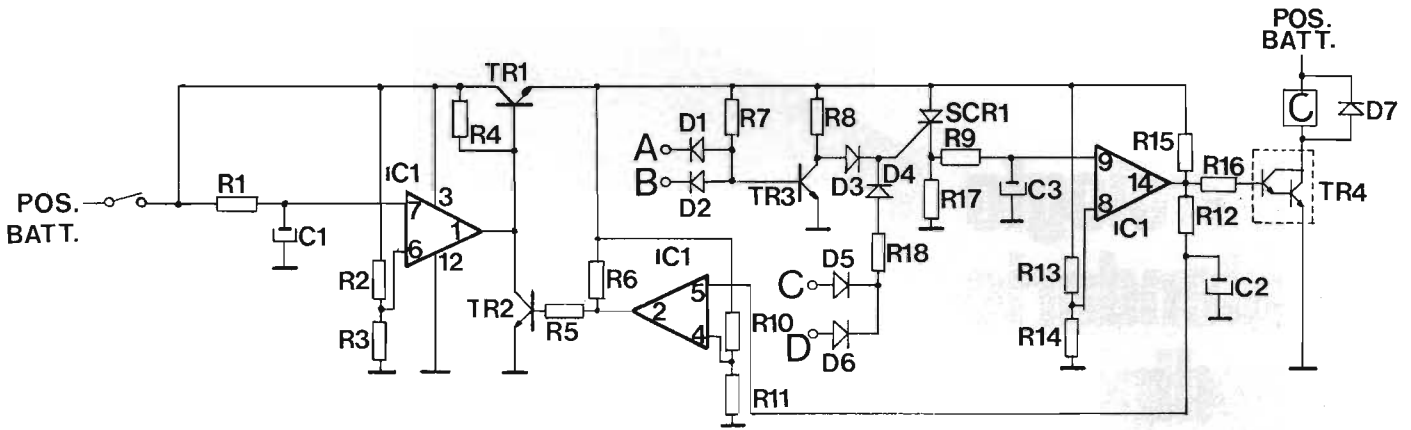 POS.
BATT.
TR1
SCR1
C
D7
R4
R7
R8
D1
A
B
D2
D3
D4
TR3
R9
R15
R16
9
14
8
IC1
TR4
R1
IC1
3
7
1
6
12
POS.
BATT.
C1
R17
C3
R12
R18
R2
R6
IC1
5
2
4
C
D5
R13
C2
TR2
R5
R10
D
D6
R3
R14
R11